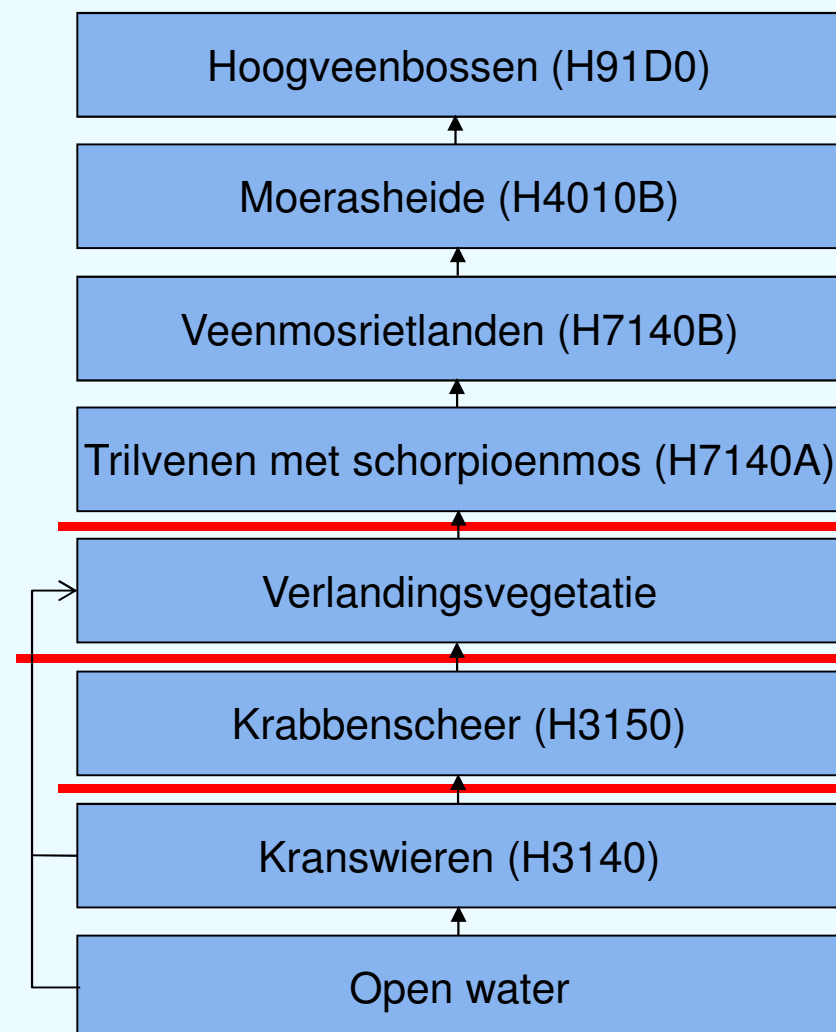 Hoogveenbossen (H91D0)
Moerasheide (H4010B)
Veenmosrietlanden (H7140B)
Trilvenen met schorpioenmos (H7140A)
Verlandingsvegetatie
Krabbenscheer (H3150)
Kranswieren (H3140)
Open water